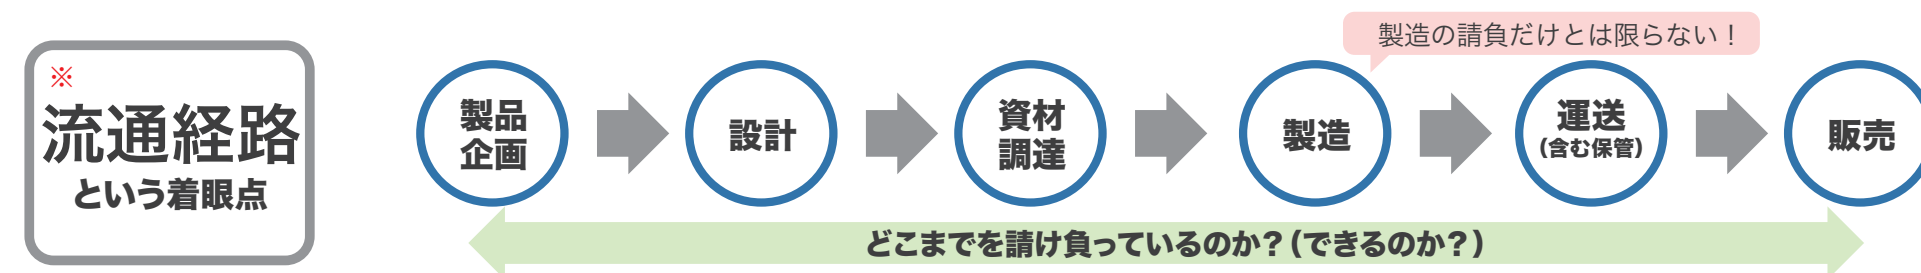 ※
流通経路
という着眼点
製造の請負だけとは限らない！
製品
企画
設計
資材
調達
製造
運送
(含む保管)
販売
どこまでを請け負っているのか？(できるのか？)